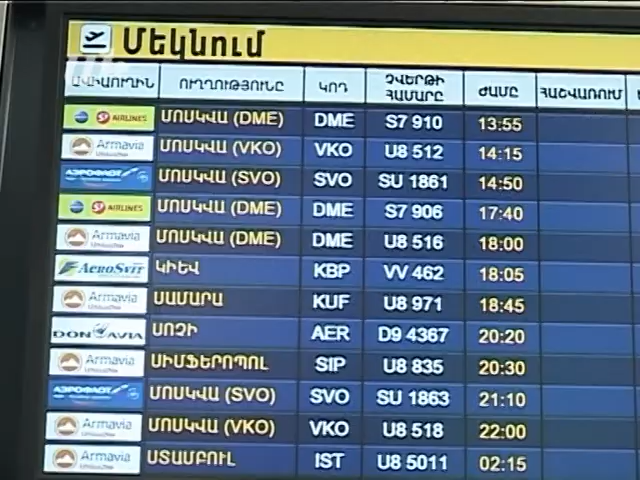 Մեկնում
ԱՎԻԱՈՒՂԻՆ ՈՒՂՂՈՒԹՅՈՒՆԸ ԿՈԴ ՉՎԵՐԹԻ ՀԱՄԱՐԸ ԺԱՄԸ ՀԱՇՎԱՌՈՒՄ
S7 AIRLINES ՄՈՍԿՎԱ (DME) DME S7 910 13:55
Armavia ՄՈՍԿՎԱ (VKO) VKO U8 512 14:15
АЭРОФЛОТ ՄՈՍԿՎԱ (SVO) SVO SU 1861 14:50
S7 AIRLINES ՄՈՍԿՎԱ (DME) DME S7 906 17:40
Armavia ՄՈՍԿՎԱ (DME) DME U8 516 18:00
AEROSVIT ԿԻԵՎ KBP VV 462 18:05
Armavia ՍԱՄԱՐԱ KUF U8 971 18:45
DONAVIA ՍՈՉԻ AER D9 4367 20:20
Armavia ՍԻՄՖԵՐՈՊՈԼ SIP U8 835 20:30
АЭРОФЛОТ ՄՈՍԿՎԱ (SVO) SVO SU 1863 21:10
Armavia ՄՈՍԿՎԱ (VKO) VKO U8 518 22:00
Armavia ՍՏԱՄԲՈՒԼ IST U8 5011 02:15